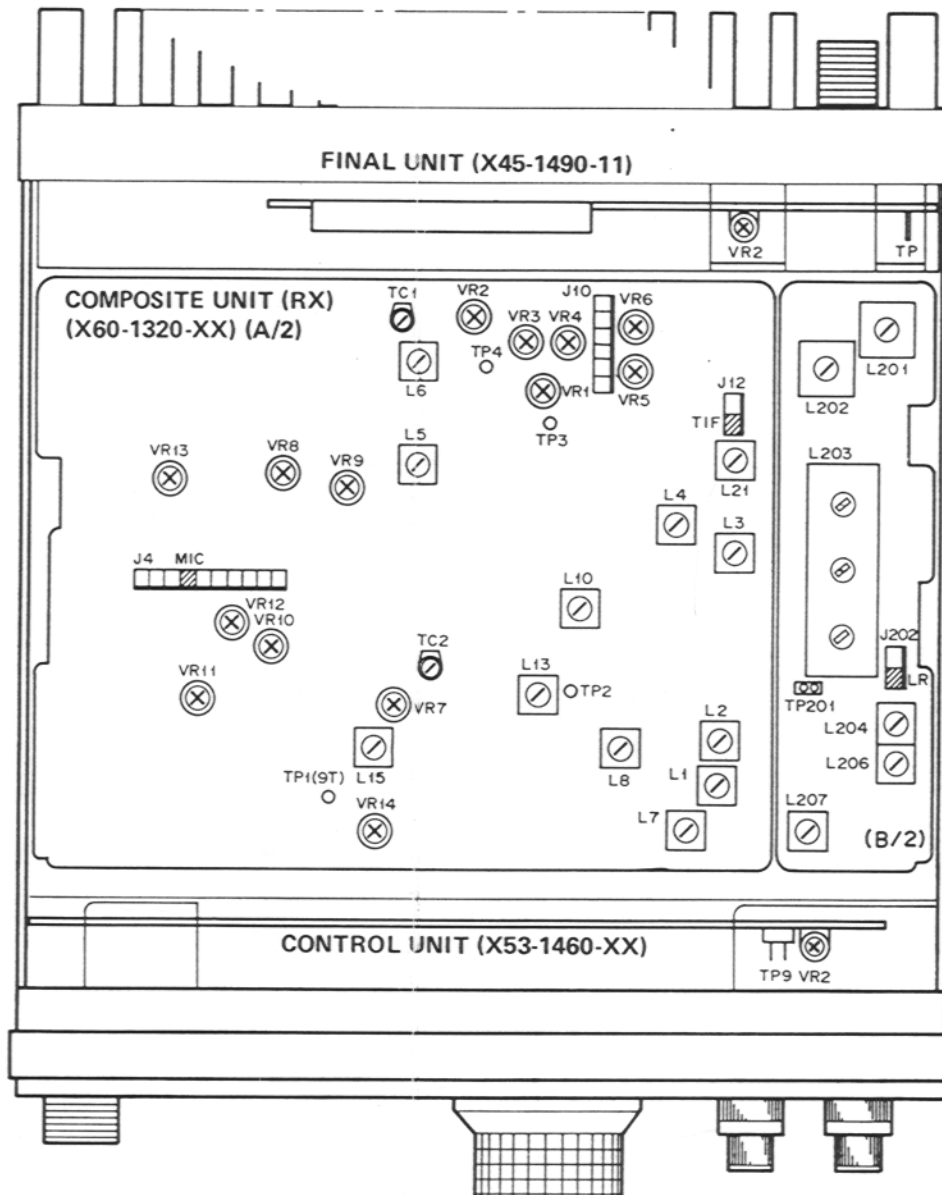 FINAL UNIT (X45-1490-11)
VR2
TP
COMPOSITE UNIT (RX)
(X60-1320-XX) (A/2)
TC1
VR2
J10
VR3
VR4
VR6
TP4
L6
VR1
VR5
TP3
J12
TIF
L201
L202
L203
VR13
VR8
VR9
L5
L21
L4
L3
J4 MIC
L10
VR12
VR10
VR11
TC2
L13
TP2
VR7
J202
LR
TP201
L204
L206
L2
L15
L8
L1
TP1(9T)
VR14
L7
L207
(B/2)
CONTROL UNIT (X53-1460-XX)
TP9 VR2